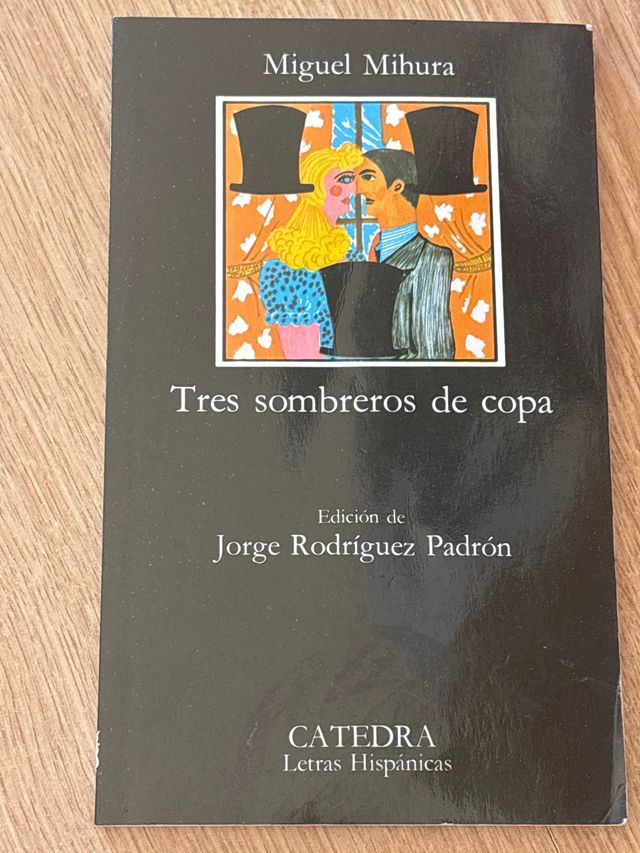 Miguel Mihura
Tres sombreros de copa
Edición de
Jorge Rodríguez Padrón
CATEDRA
Letras Hispánicas